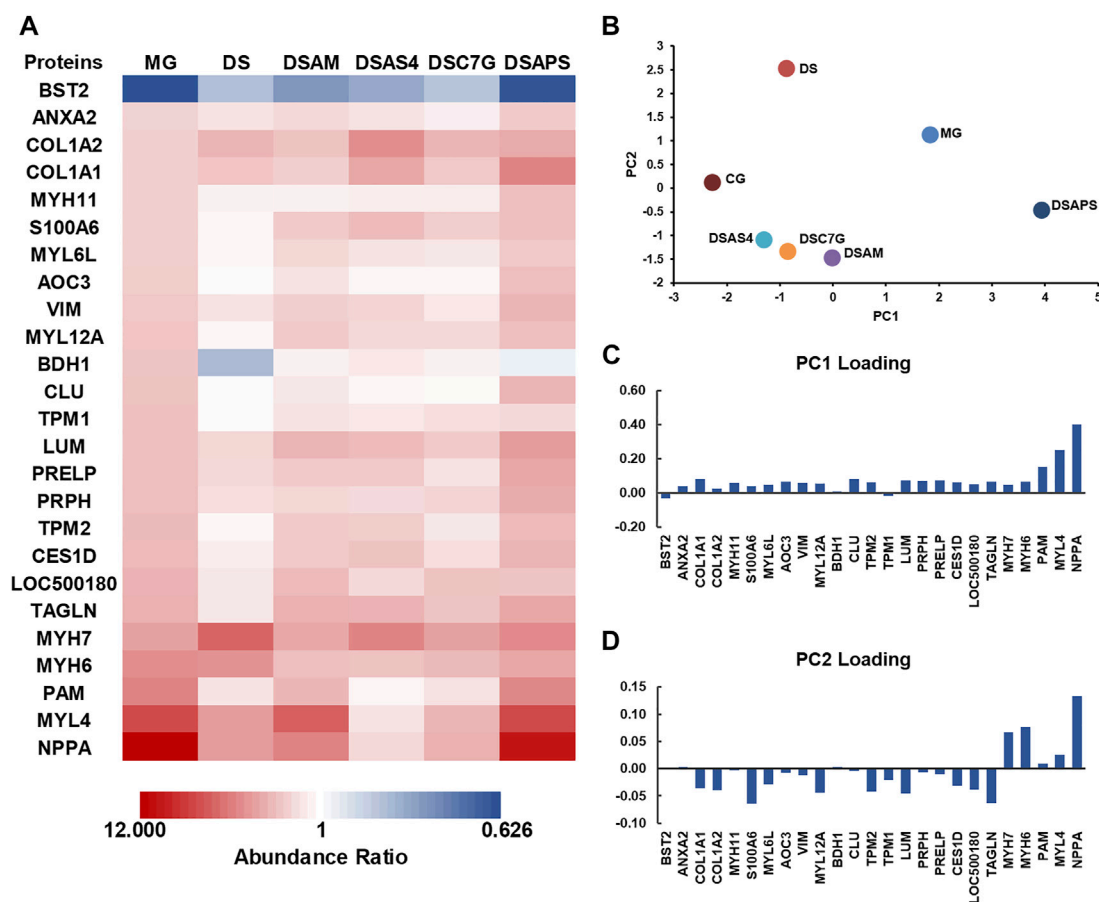 A
Proteins MG DS DSAM DSAS4 DSC7G DSAPS
BST2
ANXA2
COL1A2
COL1A1
MYH11
S100A6
MYL6L
AOC3
VIM
MYL12A
BDH1
CLU
TPM1
LUM
PRELP
PRPH
TPM2
CES1D
LOC500180
TAGLN
MYH7
MYH6
PAM
MYL4
NPPA
12.000 1 0.626
Abundance Ratio
B
3
2.5
2
1.5
1
0.5
0
-0.5
-1
-1.5
-2
PC2
DS
MG
CG
DSAPS
DSAS4
DSC7G
DSAM
-3 -2 -1 0 1 2 3 4 5
PC1
C
PC1 Loading
0.60
0.40
0.20
0.00
-0.20
BST2 ANXA2 COL1A1 COL1A2 MYH11 S100A6 MYL6L AOC3 VIM MYL12A BDH1 CLU TPM2 TPM1 LUM PRPH PRELP CES1D LOC500180 TAGLN MYH7 MYH6 PAM MYL4 NPPA
D
PC2 Loading
0.15
0.10
0.05
0.00
-0.05
-0.10
BST2 ANXA2 COL1A1 COL1A2 MYH11 S100A6 MYL6L AOC3 VIM MYL12A BDH1 CLU TPM2 TPM1 LUM PRPH PRELP CES1D LOC500180 TAGLN MYH7 MYH6 PAM MYL4 NPPA